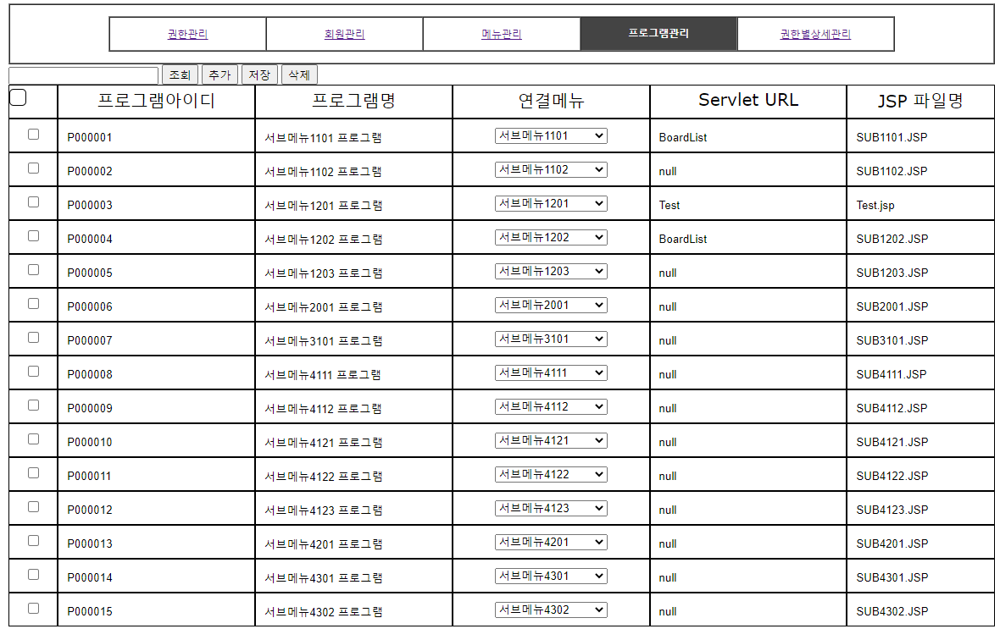 권한관리 회원관리 메뉴관리 프로그램관리 권한별상세관리
조회 추가 저장 삭제
프로그램아이디 프로그램명 연결메뉴 Servlet URL JSP 파일명
P000001 서브메뉴1101 프로그램 서브메뉴1101 BoardList SUB1101.JSP
P000002 서브메뉴1102 프로그램 서브메뉴1102 null SUB1102.JSP
P000003 서브메뉴1201 프로그램 서브메뉴1201 Test Test.jsp
P000004 서브메뉴1202 프로그램 서브메뉴1202 BoardList SUB1202.JSP
P000005 서브메뉴1203 프로그램 서브메뉴1203 null SUB1203.JSP
P000006 서브메뉴2001 프로그램 서브메뉴2001 null SUB2001.JSP
P000007 서브메뉴3101 프로그램 서브메뉴3101 null SUB3101.JSP
P000008 서브메뉴4111 프로그램 서브메뉴4111 null SUB4111.JSP
P000009 서브메뉴4112 프로그램 서브메뉴4112 null SUB4112.JSP
P000010 서브메뉴4121 프로그램 서브메뉴4121 null SUB4121.JSP
P000011 서브메뉴4122 프로그램 서브메뉴4122 null SUB4122.JSP
P000012 서브메뉴4123 프로그램 서브메뉴4123 null SUB4123.JSP
P000013 서브메뉴4201 프로그램 서브메뉴4201 null SUB4201.JSP
P000014 서브메뉴4301 프로그램 서브메뉴4301 null SUB4301.JSP
P000015 서브메뉴4302 프로그램 서브메뉴4302 null SUB4302.JSP